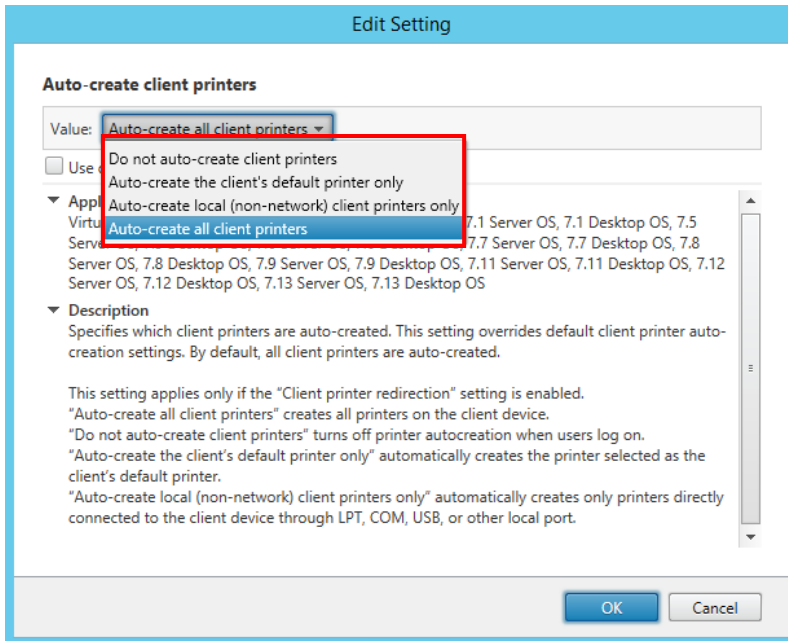 Edit Setting
Auto-create client printers
Value: Auto-create all client printers
Do not auto-create client printers
Use
Auto-create the client's default printer only
Auto-create local (non-network) client printers only
Auto-create all client printers
Virtu 7.1 Server OS, 7.1 Desktop OS, 7.5
Serve 7.7 Server OS, 7.7 Desktop OS, 7.8
Server OS, 7.8 Desktop OS, 7.9 Server OS, 7.9 Desktop OS, 7.11 Server OS, 7.11 Desktop OS, 7.12
Server OS, 7.12 Desktop OS, 7.13 Server OS, 7.13 Desktop OS
Description
Specifies which client printers are auto-created. This setting overrides default client printer auto-
creation settings. By default, all client printers are auto-created.
This setting applies only if the "Client printer redirection" setting is enabled.
"Auto-create all client printers" creates all printers on the client device.
"Do not auto-create client printers" turns off printer autocreation when users log on.
"Auto-create the client's default printer only" automatically creates the printer selected as the
client's default printer.
"Auto-create local (non-network) client printers only" automatically creates only printers directly
connected to the client device through LPT, COM, USB, or other local port.
OK
Cancel